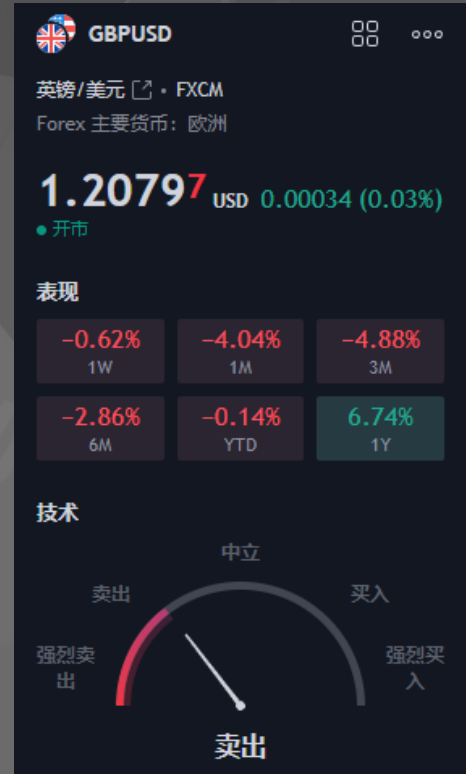 GBPUSD
英镑/美元 • FXCM
Forex 主要货币：欧洲
1.20797 USD 0.00034 (0.03%)
开市
表现
−0.62% −4.04% −4.88%
1W 1M 3M
−2.86% −0.14% 6.74%
6M YTD 1Y
技术
中立
卖出 买入
强烈卖出 强烈买入
卖出